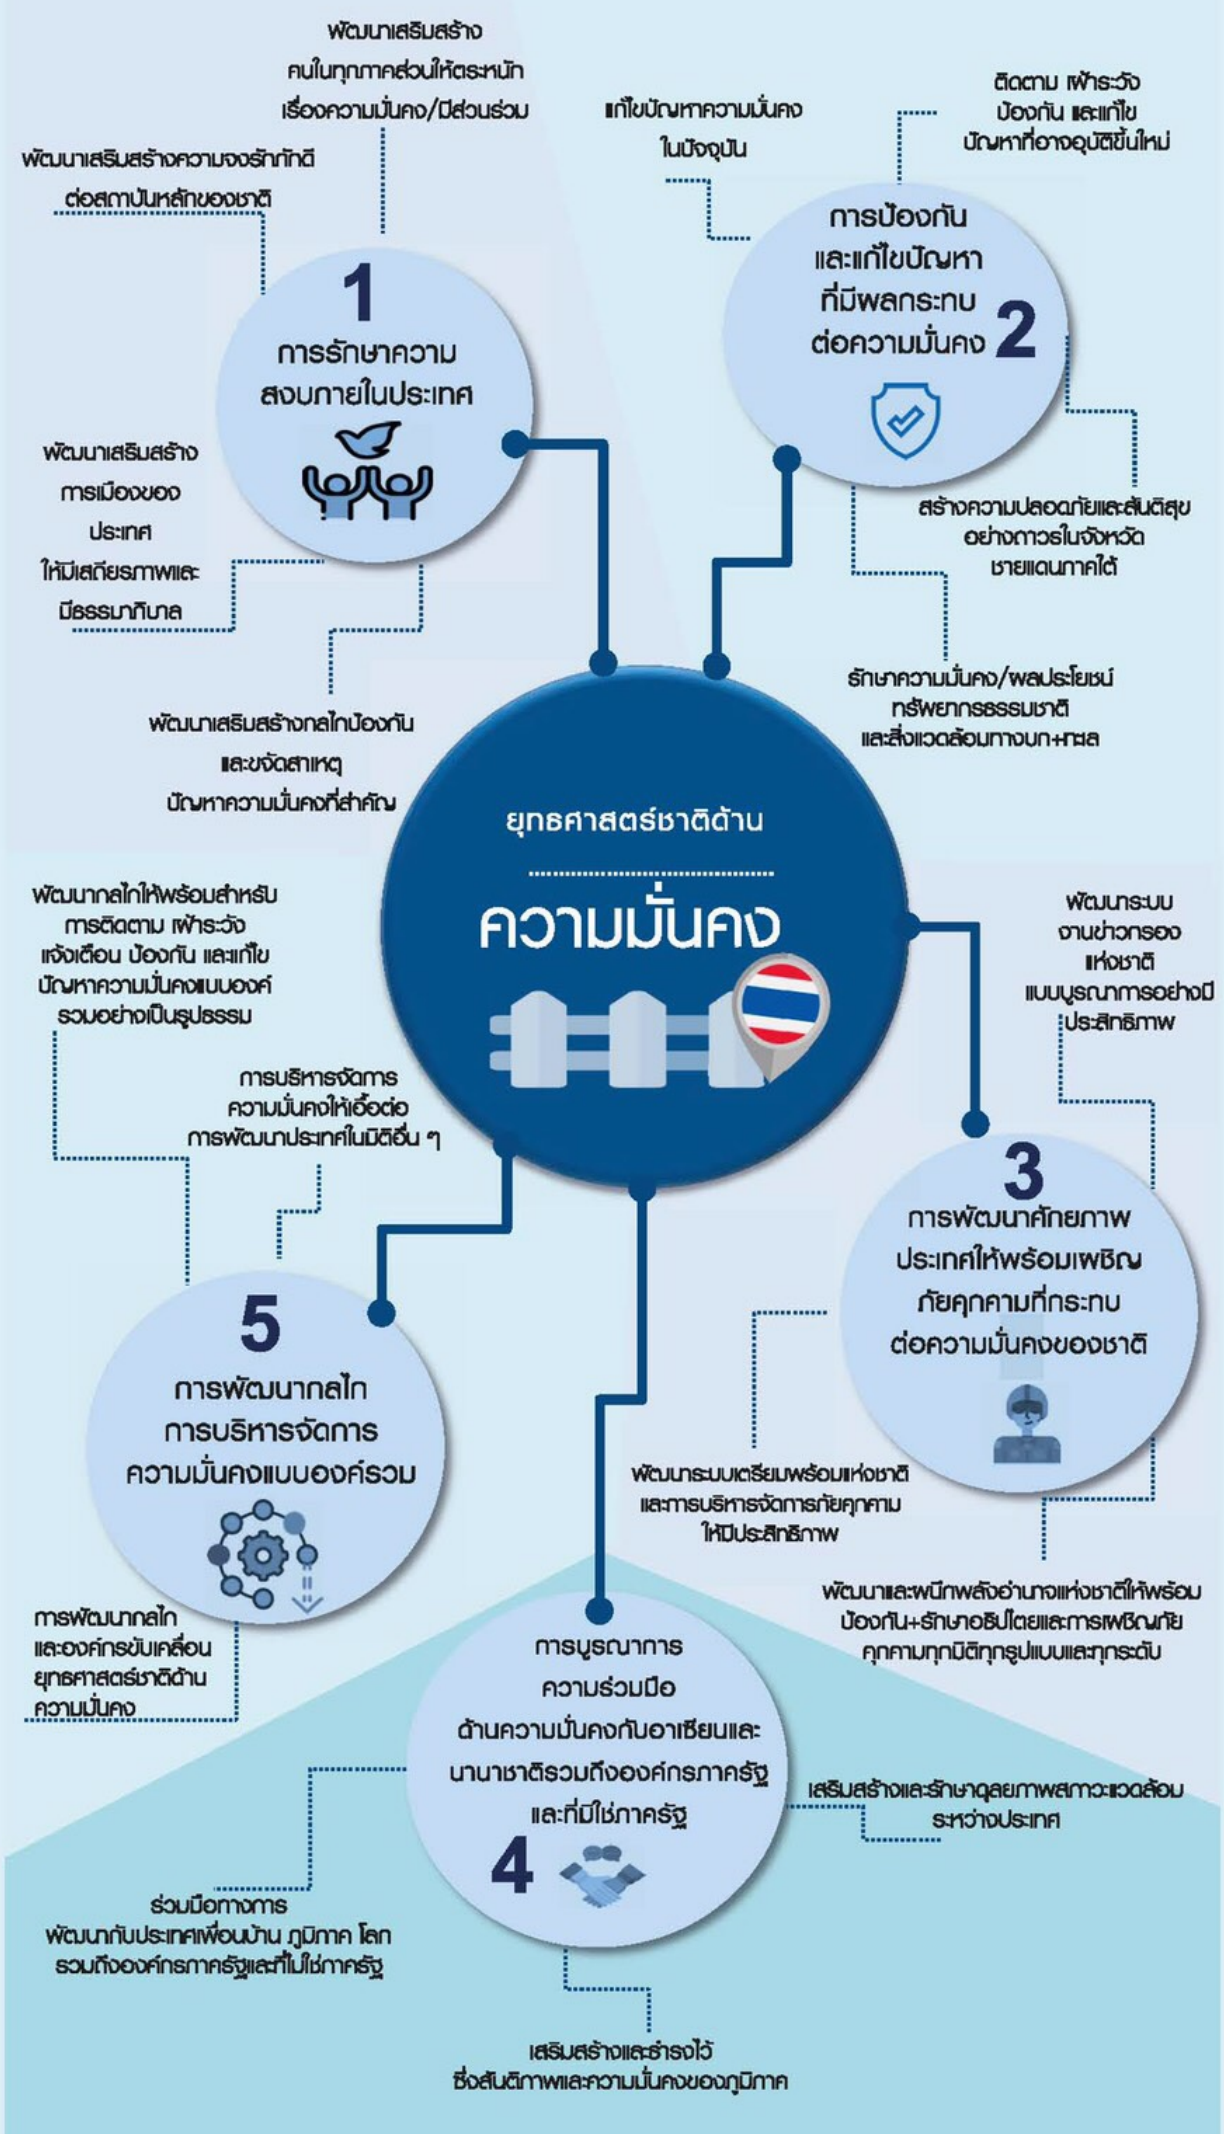 พัฒนาเสริมสร้าง
คนในทุกภาคส่วนให้ตระหนัก
เรื่องความมั่นคง/มีส่วนร่วม
พัฒนาเสริมสร้างความจงรักภักดี
ต่อสถาบันหลักของชาติ
1
การรักษาความ
สงบภายในประเทศ
พัฒนาเสริมสร้าง
การเมืองของ
ประเทศ
ให้มีเสถียรภาพและ
มีธรรมาภิบาล
พัฒนาเสริมสร้างกลไกป้องกัน
และขจัดสาเหตุ
ปัญหาความมั่นคงที่สำคัญ
แก้ไขปัญหาความมั่นคง
ในปัจจุบัน
ติดตาม เฝ้าระวัง
ป้องกัน และแก้ไข
ปัญหาที่อาจอุบัติขึ้นใหม่
การป้องกัน
และแก้ไขปัญหา
ที่มีผลกระทบ
ต่อความมั่นคง 2
สร้างความปลอดภัยและสันติสุข
อย่างถาวรในจังหวัด
ชายแดนภาคใต้
รักษาความมั่นคง/ผลประโยชน์
ทรัพยากรธรรมชาติ
และสิ่งแวดล้อมทางบก+ทะเล
ยุทธศาสตร์ชาติด้าน
ความมั่นคง
พัฒนาระบบ
งานข่าวกรอง
แห่งชาติ
แบบบูรณาการอย่างมี
ประสิทธิภาพ
3
การพัฒนาศักยภาพ
ประเทศให้พร้อมเผชิญ
ภัยคุกคามที่กระทบ
ต่อความมั่นคงของชาติ
พัฒนาระบบเตรียมพร้อมแห่งชาติ
และการบริหารจัดการภัยคุกคาม
ให้มีประสิทธิภาพ
พัฒนาและผนึกพลังอำนาจแห่งชาติให้พร้อม
ป้องกัน+รักษาอธิปไตยและการเผชิญภัย
คุกคามทุกมิติทุกรูปแบบและทุกระดับ
พัฒนากลไกให้พร้อมสำหรับ
การติดตาม เฝ้าระวัง
แจ้งเตือน ป้องกัน และแก้ไข
ปัญหาความมั่นคงแบบองค์
รวมอย่างเป็นรูปธรรม
การบริหารจัดการ
ความมั่นคงให้เอื้อต่อ
การพัฒนาประเทศในมิติอื่น ๆ
5
การพัฒนากลไก
การบริหารจัดการ
ความมั่นคงแบบองค์รวม
การพัฒนากลไก
และองค์กรขับเคลื่อน
ยุทธศาสตร์ชาติด้าน
ความมั่นคง
การบูรณาการ
ความร่วมมือ
ด้านความมั่นคงกับอาเซียนและ
นานาชาติรวมถึงองค์กรภาครัฐ
และที่มิใช่ภาครัฐ
4
เสริมสร้างและรักษาดุลยภาพสภาวะแวดล้อม
ระหว่างประเทศ
ร่วมมือทางการ
พัฒนากับประเทศเพื่อนบ้าน ภูมิภาค โลก
รวมถึงองค์กรภาครัฐและที่ไม่ใช่ภาครัฐ
เสริมสร้างและธำรงไว้
ซึ่งสันติภาพและความมั่นคงของภูมิภาค